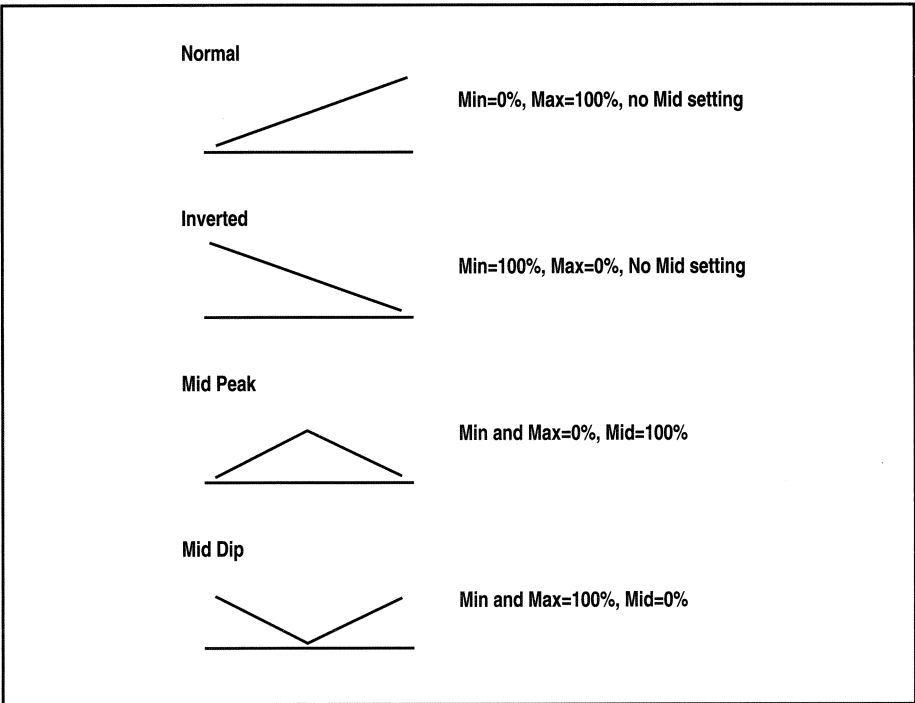 Normal
Min=0%, Max=100%, no Mid setting
Inverted
Min=100%, Max=0%, No Mid setting
Mid Peak
Min and Max=0%, Mid=100%
Mid Dip
Min and Max=100%, Mid=0%